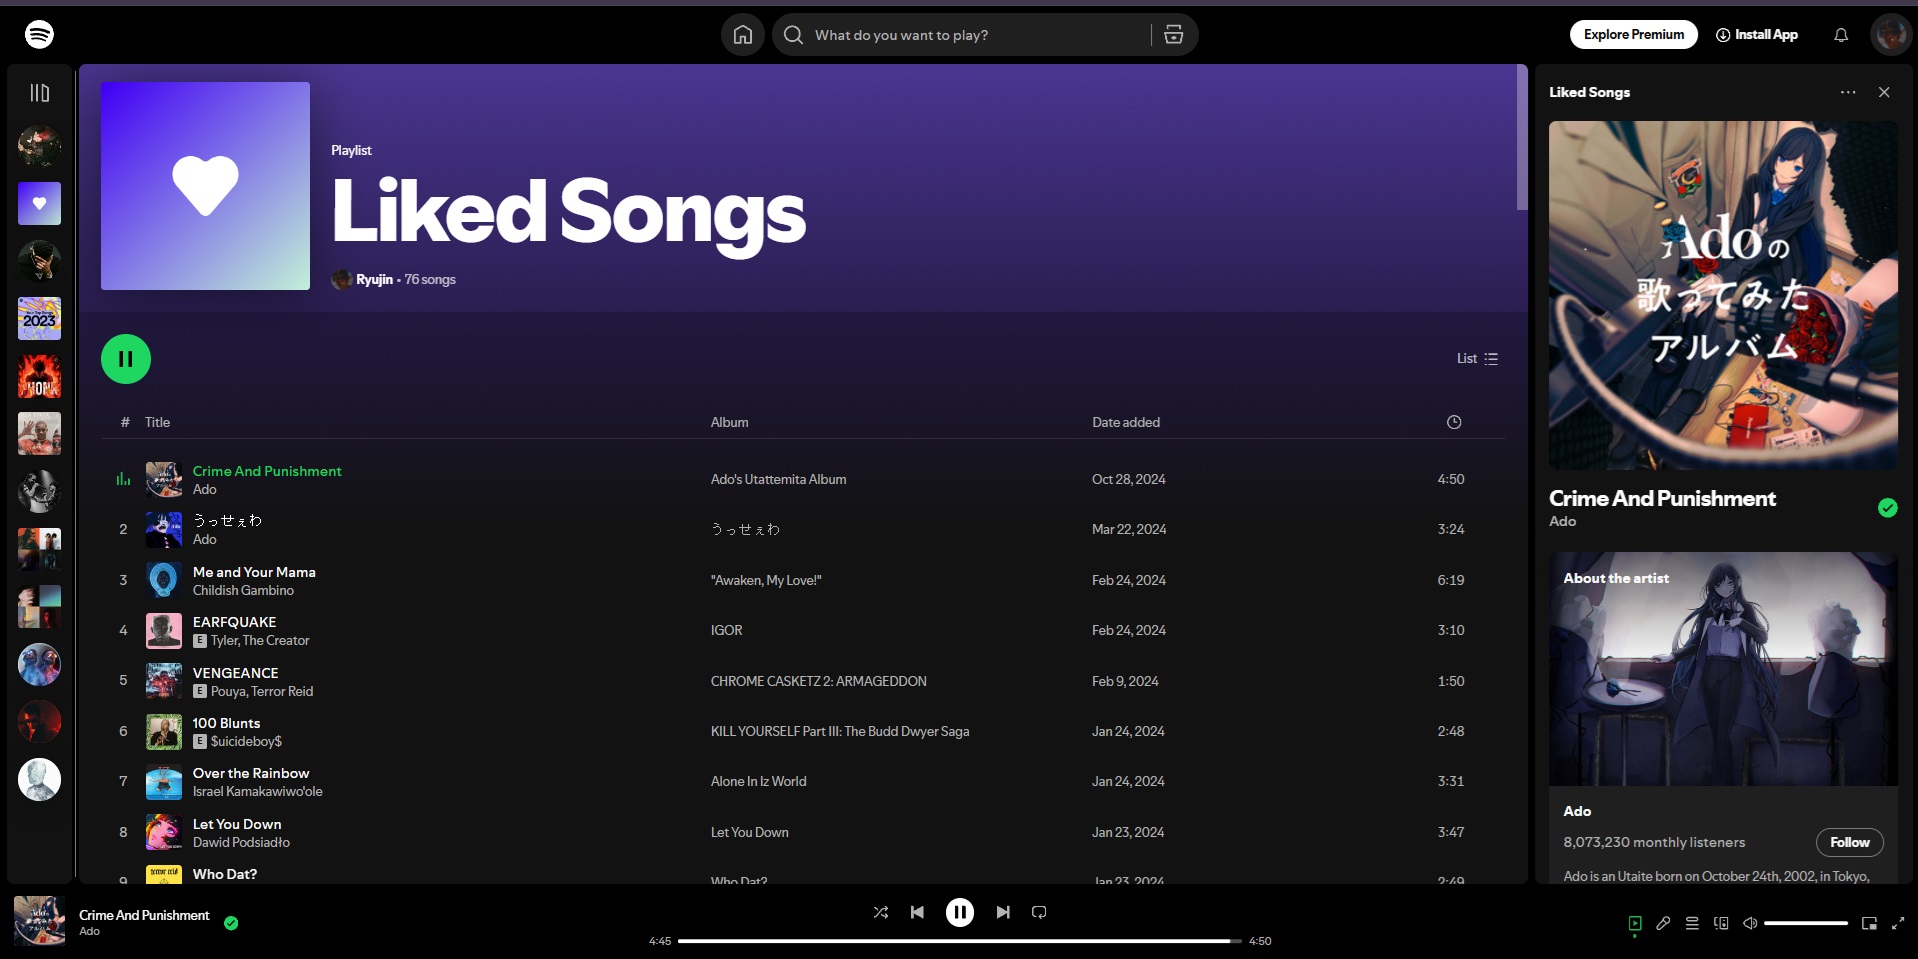 What do you want to play?
Explore Premium
Install App
2023
Playlist
Liked Songs
Ryujin • 76 songs
List
# Title Album Date added
Crime And Punishment
Ado
Ado's Utattemita Album Oct 28, 2024 4:50
2 うっせぇわ
Ado
うっせぇわ Mar 22, 2024 3:24
3 Me and Your Mama
Childish Gambino
"Awaken, My Love!" Feb 24, 2024 6:19
4 EARFQUAKE
E Tyler, The Creator
IGOR Feb 24, 2024 3:10
5 VENGEANCE
E Pouya, Terror Reid
CHROME CASKETZ 2: ARMAGEDDON Feb 9, 2024 1:50
6 100 Blunts
E $uicideboy$
KILL YOURSELF Part III: The Budd Dwyer Saga Jan 24, 2024 2:48
7 Over the Rainbow
Israel Kamakawiwo'ole
Alone In Iz World Jan 24, 2024 3:31
8 Let You Down
Dawid Podsiadło
Let You Down Jan 23, 2024 3:47
9 Who Dat?
Who Dat? Jan 23, 2024 2:49
Liked Songs
Adoの
歌ってみた
アルバム
Crime And Punishment
Ado
About the artist
Ado
8,073,230 monthly listeners
Follow
Ado is an Utaite born on October 24th, 2002, in Tokyo,
Crime And Punishment
Ado
4:45
4:50